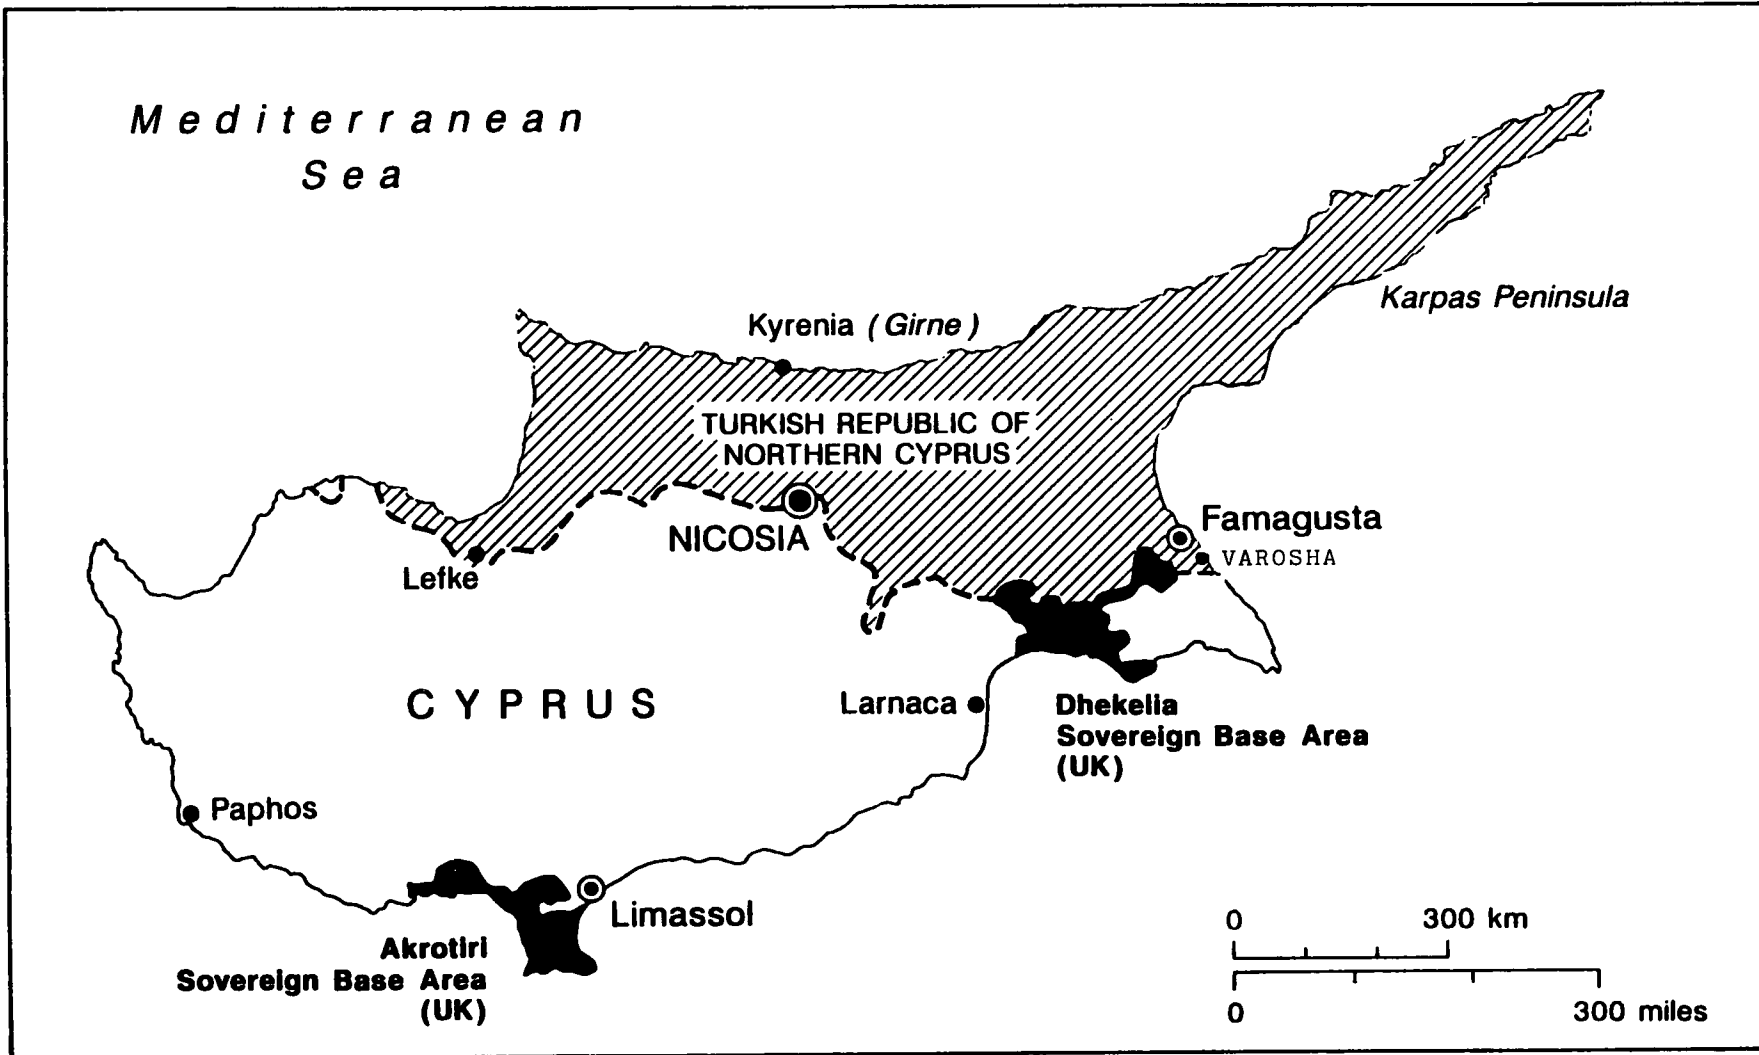 Mediterranean
Sea
Karpas Peninsula
Kyrenia (Girne)
TURKISH REPUBLIC OF
NORTHERN CYPRUS
NICOSIA
Famagusta
VAROSHA
Lefke
CYPRUS
Larnaca
Dhekelia
Sovereign Base Area
(UK)
Paphos
Limassol
Akrotiri
Sovereign Base Area
(UK)
0 300 km
0 300 miles